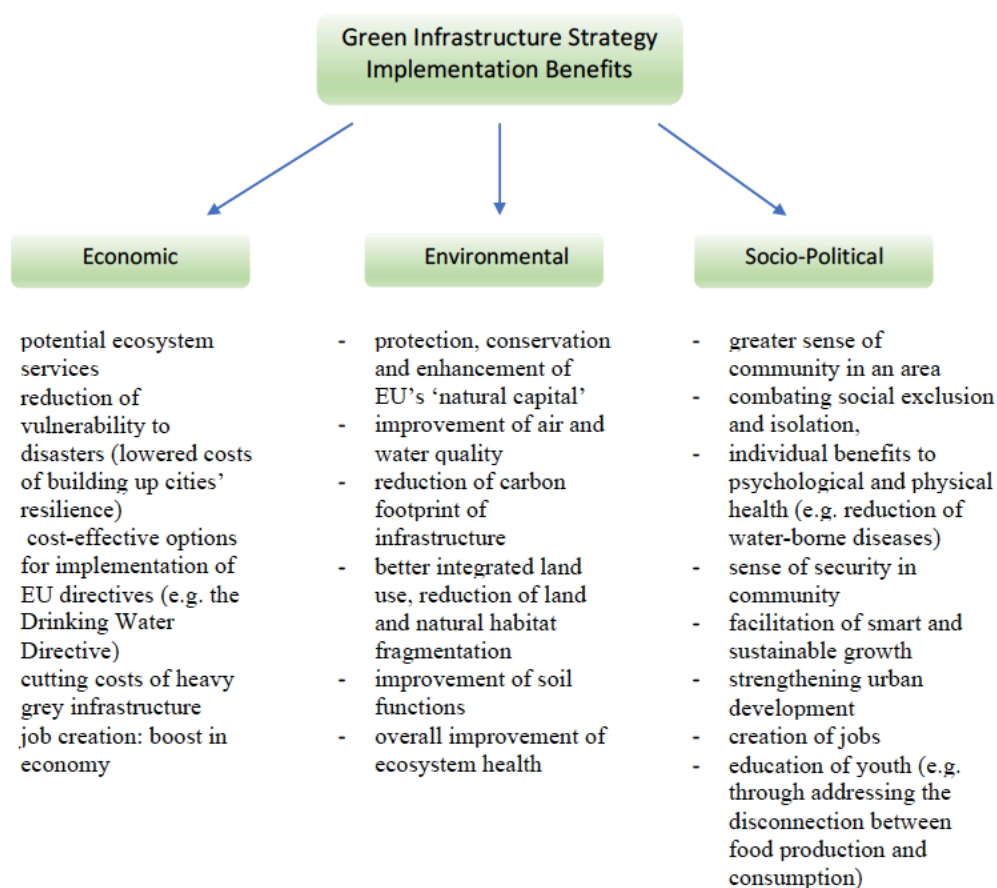 Green Infrastructure Strategy
Implementation Benefits
Economic
potential ecosystem
services
reduction of
vulnerability to
disasters (lowered costs
of building up cities’
resilience)
cost-effective options
for implementation of
EU directives (e.g. the
Drinking Water
Directive)
cutting costs of heavy
grey infrastructure
job creation: boost in
economy
Environmental
- protection, conservation
and enhancement of
EU’s ‘natural capital’
- improvement of air and
water quality
- reduction of carbon
footprint of
infrastructure
- better integrated land
use, reduction of land
and natural habitat
fragmentation
- improvement of soil
functions
- overall improvement of
ecosystem health
Socio-Political
- greater sense of
community in an area
- combating social exclusion
and isolation,
- individual benefits to
psychological and physical
health (e.g. reduction of
water-borne diseases)
- sense of security in
community
- facilitation of smart and
sustainable growth
- strengthening urban
development
- creation of jobs
- education of youth (e.g.
through addressing the
disconnection between
food production and
consumption)